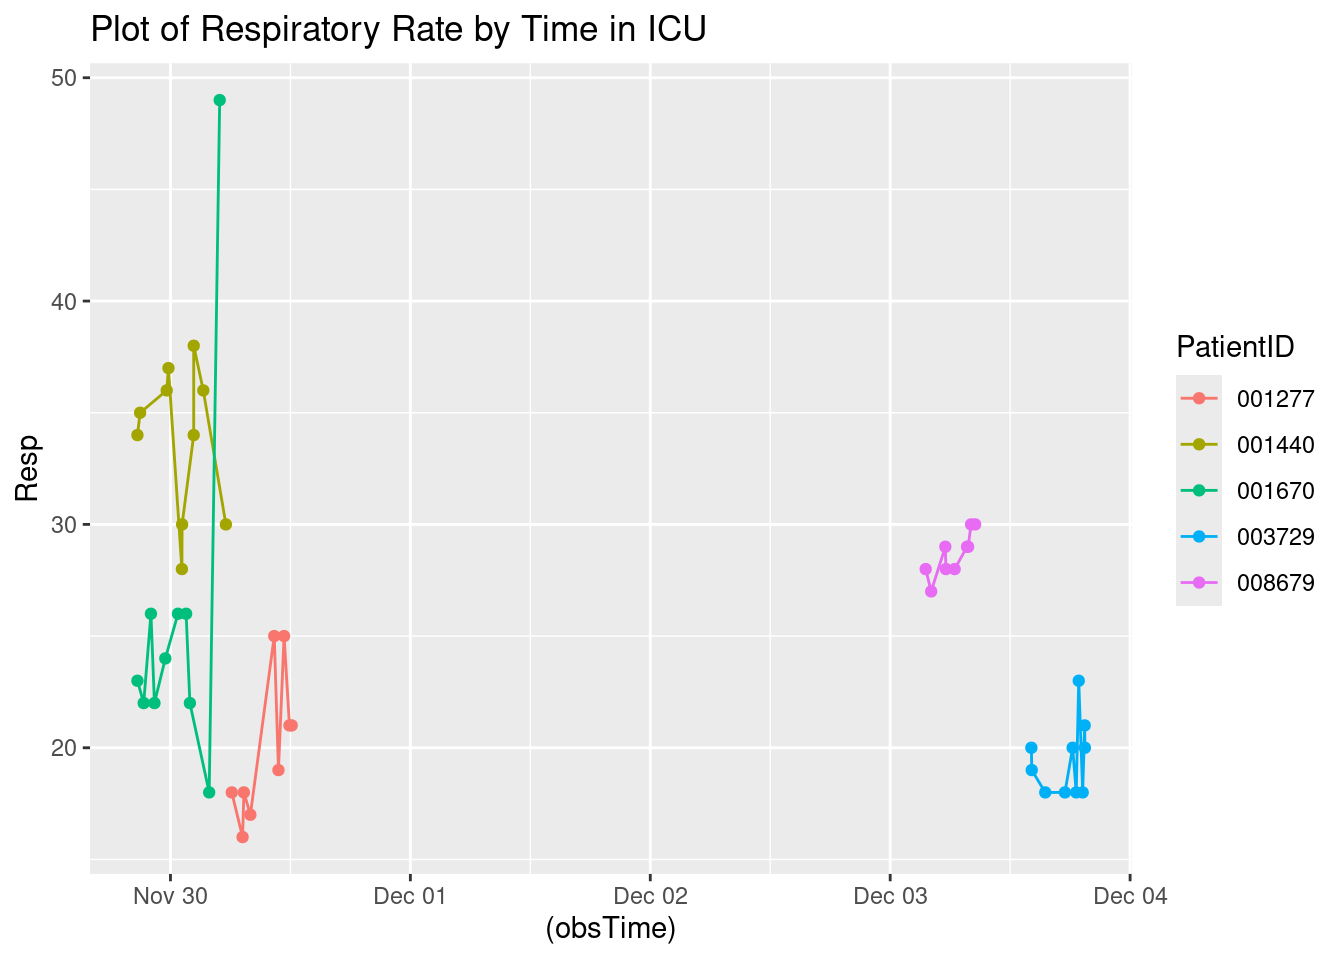 Plot of Respiratory Rate by Time in ICU
50
40
30
20
Resp
Nov 30
Dec 01
Dec 02
Dec 03
Dec 04
(obsTime)
PatientID
001277
001440
001670
003729
008679